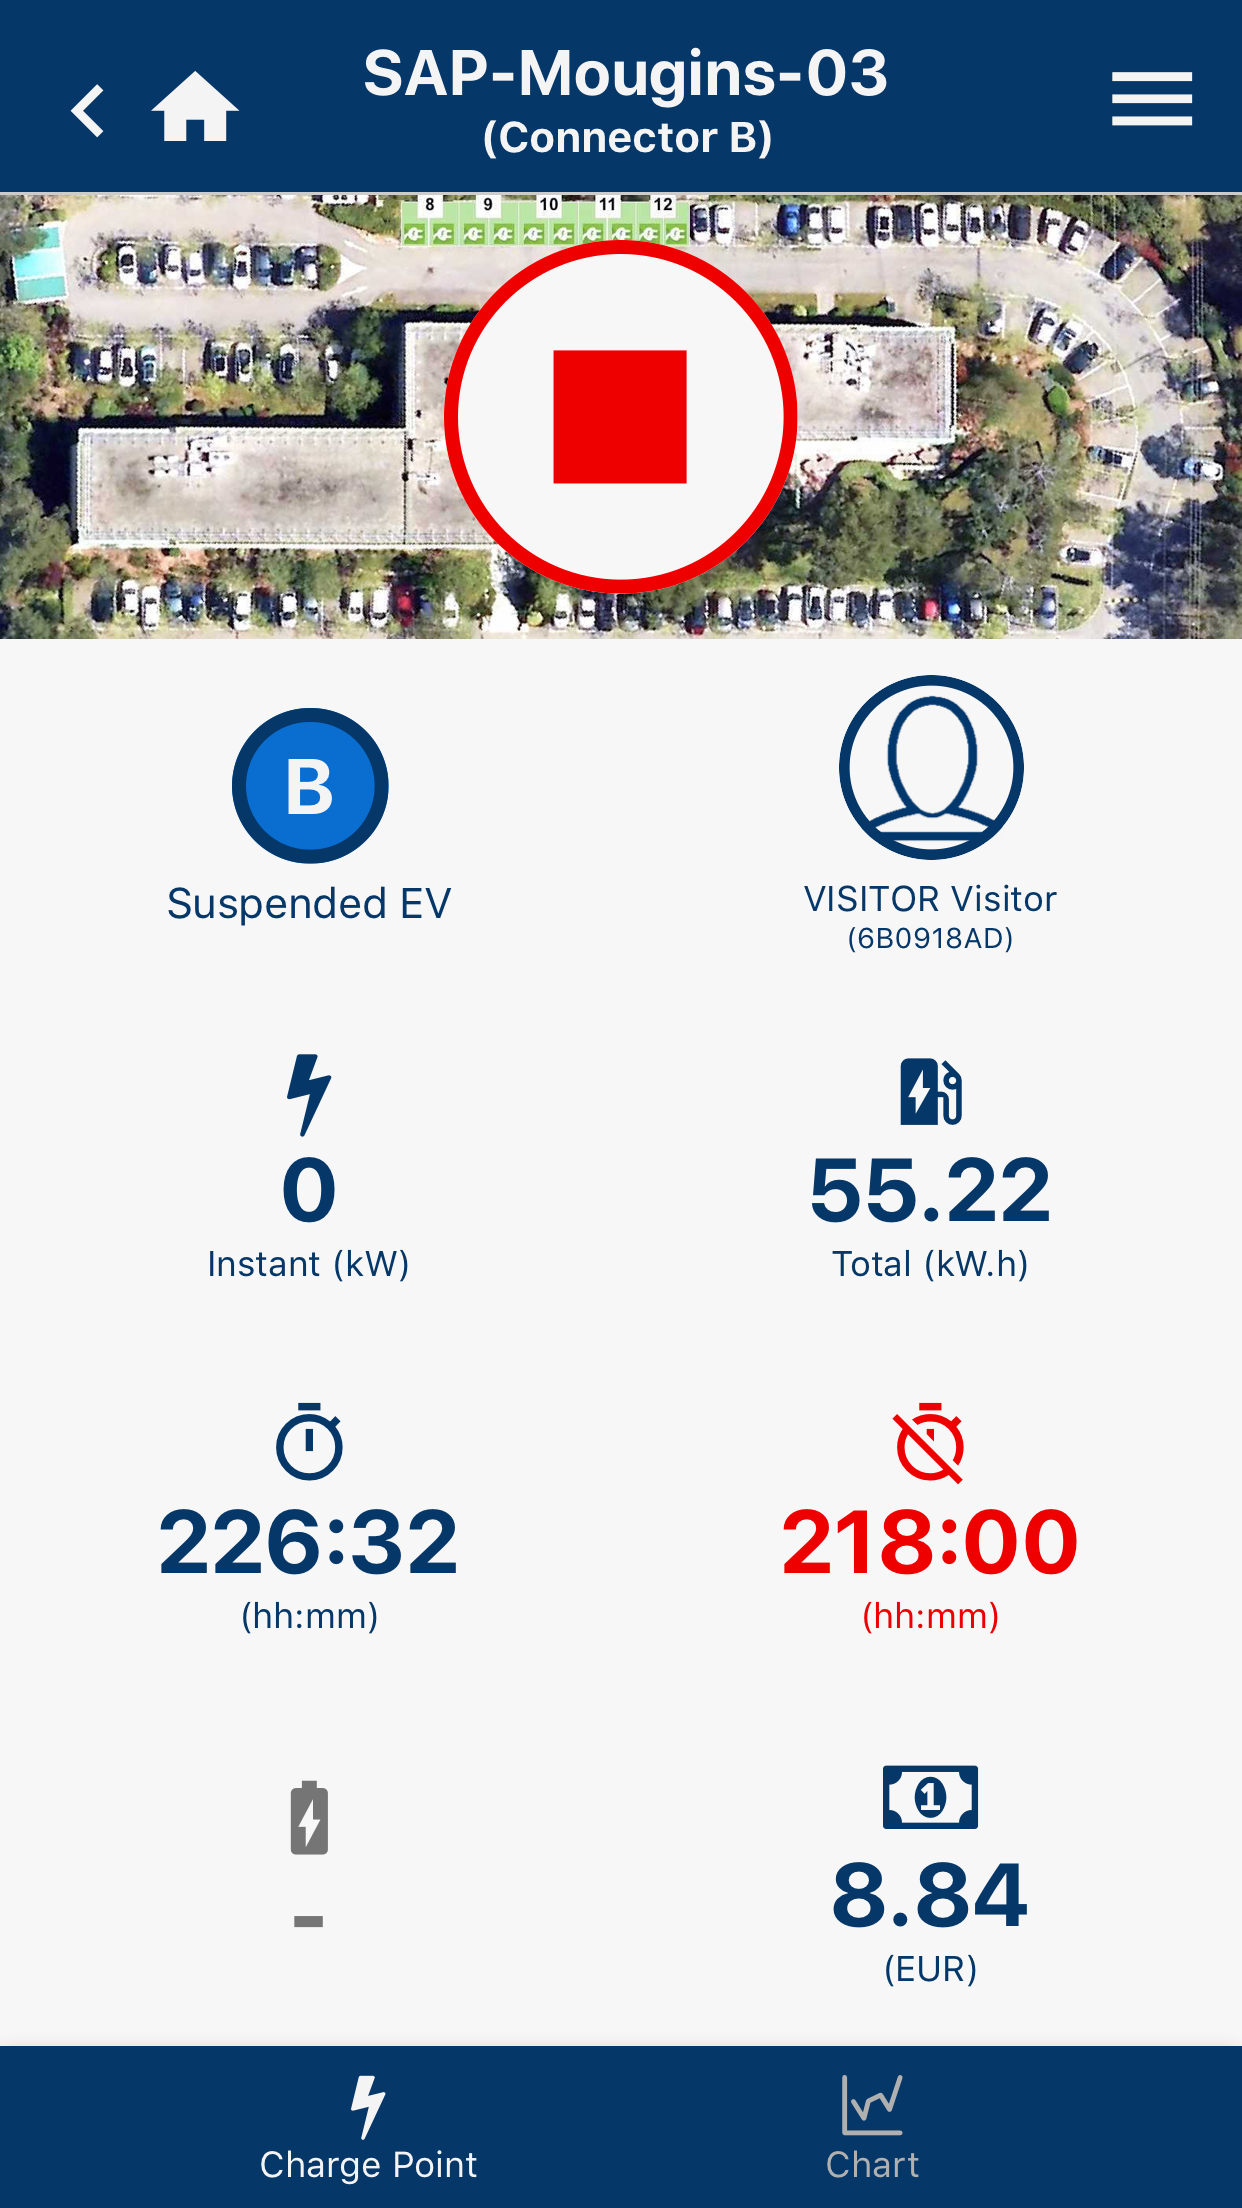 SAP-Mougins-03
(Connector B)
8 9 10 11 12
B
Suspended EV
VISITOR Visitor
(6B0918AD)
0
Instant (kW)
55.22
Total (kW.h)
226:32
(hh:mm)
218:00
(hh:mm)
-
1
8.84
(EUR)
Charge Point
Chart